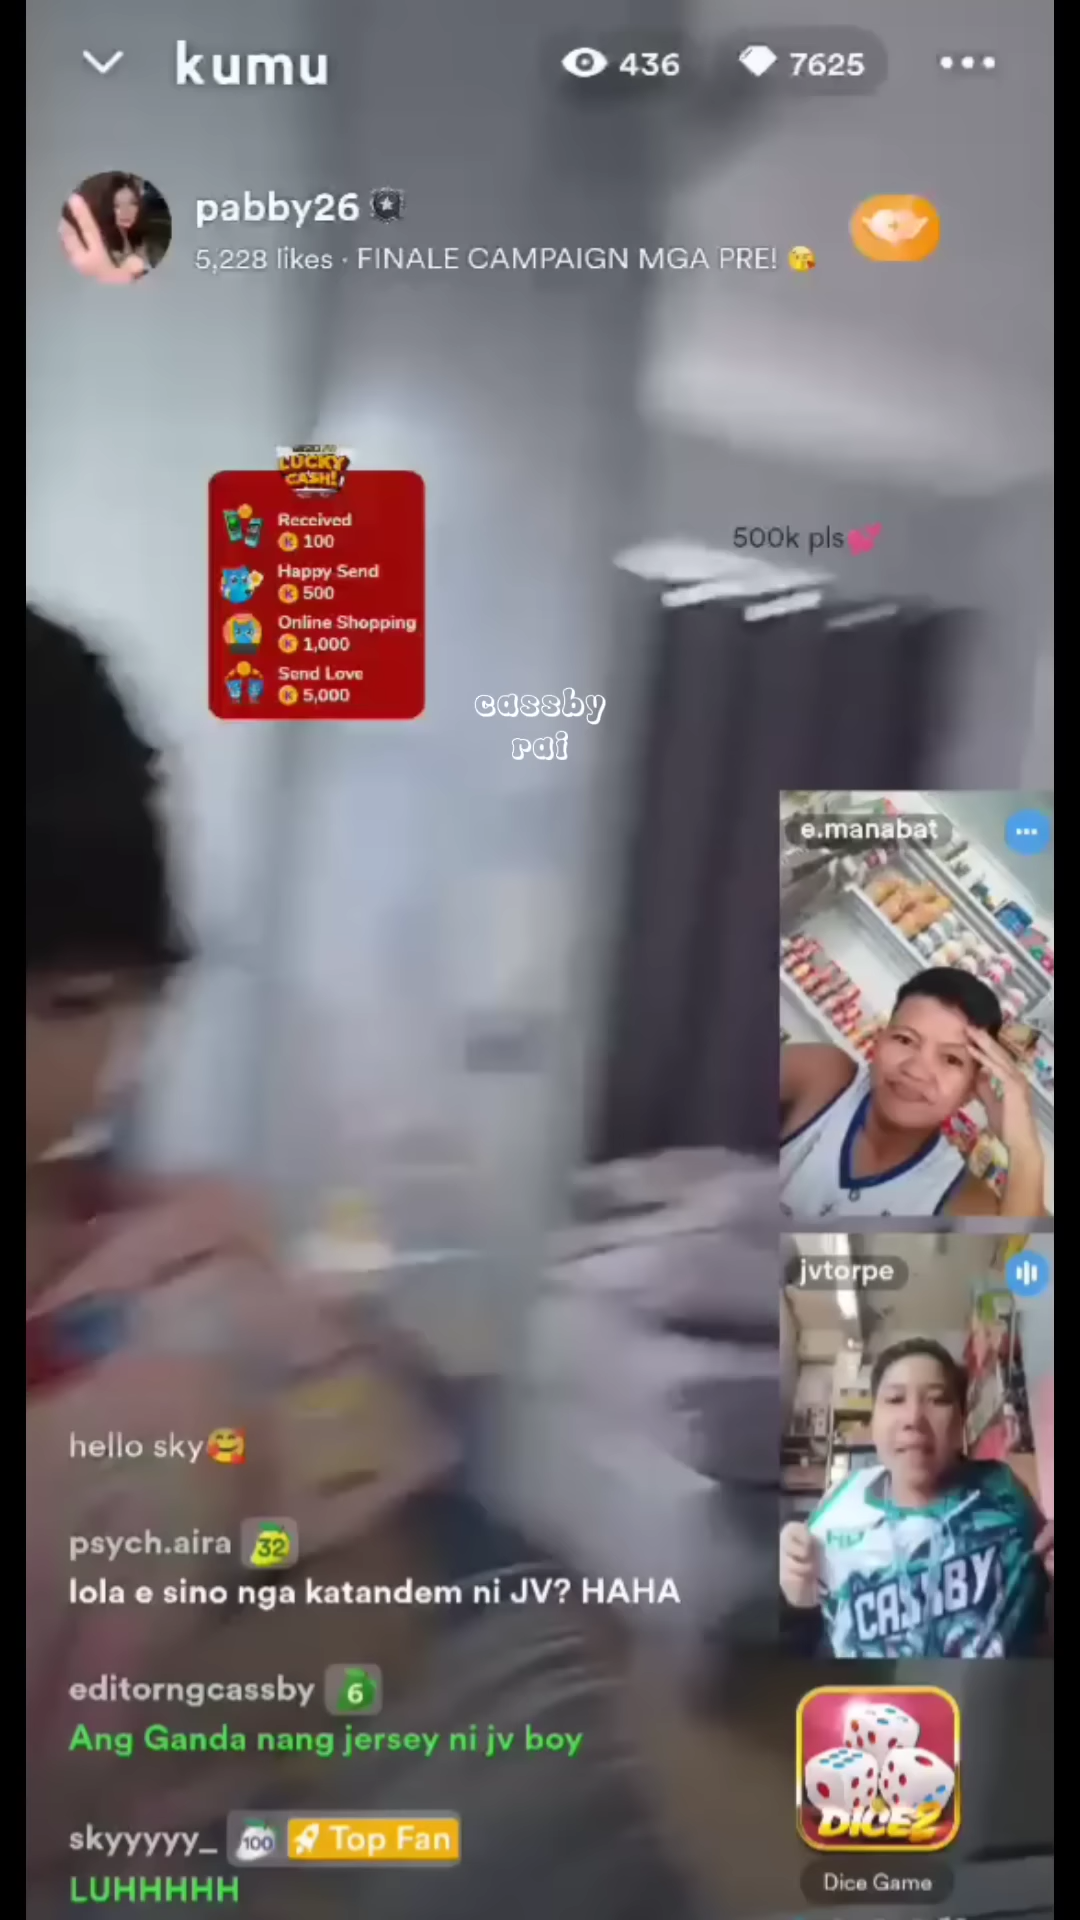 kumu
436
7625
pabby26
5,228 likes · FINALE CAMPAIGN MGA PRE! 😘
LUCKY
CASH!
Received
100
Happy Send
500
Online Shopping
1,000
Send Love
5,000
500k pls💕
cassby
rai
e.manabat
jvtorpe
CASSBY
hello sky🥰
psych.aira 32
lola e sino nga katandem ni JV? HAHA
editorngcassby 6
Ang Ganda nang jersey ni jv boy
skyyyyy_ 100 Top Fan
LUHHHHH
DICE2
Dice Game